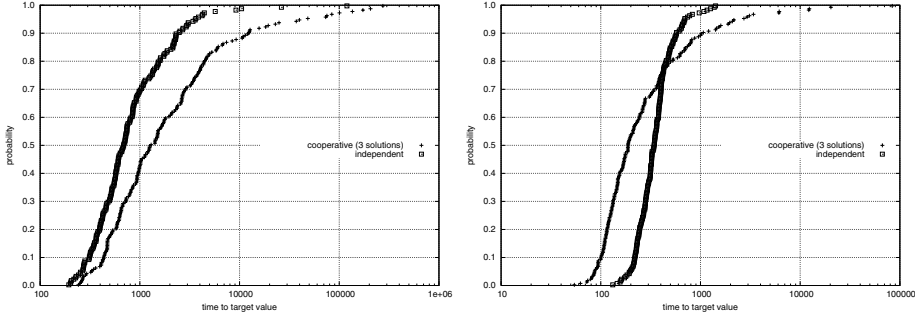 1.0
0.9
0.8
0.7
0.6
0.5
0.4
0.3
0.2
0.1
0.0
probability
cooperative (3 solutions)
independent
100 1000 10000 100000 1e+06
time to target value
1.0
0.9
0.8
0.7
0.6
0.5
0.4
0.3
0.2
0.1
0.0
probability
cooperative (3 solutions)
independent
10 100 1000 10000 100000
time to target value